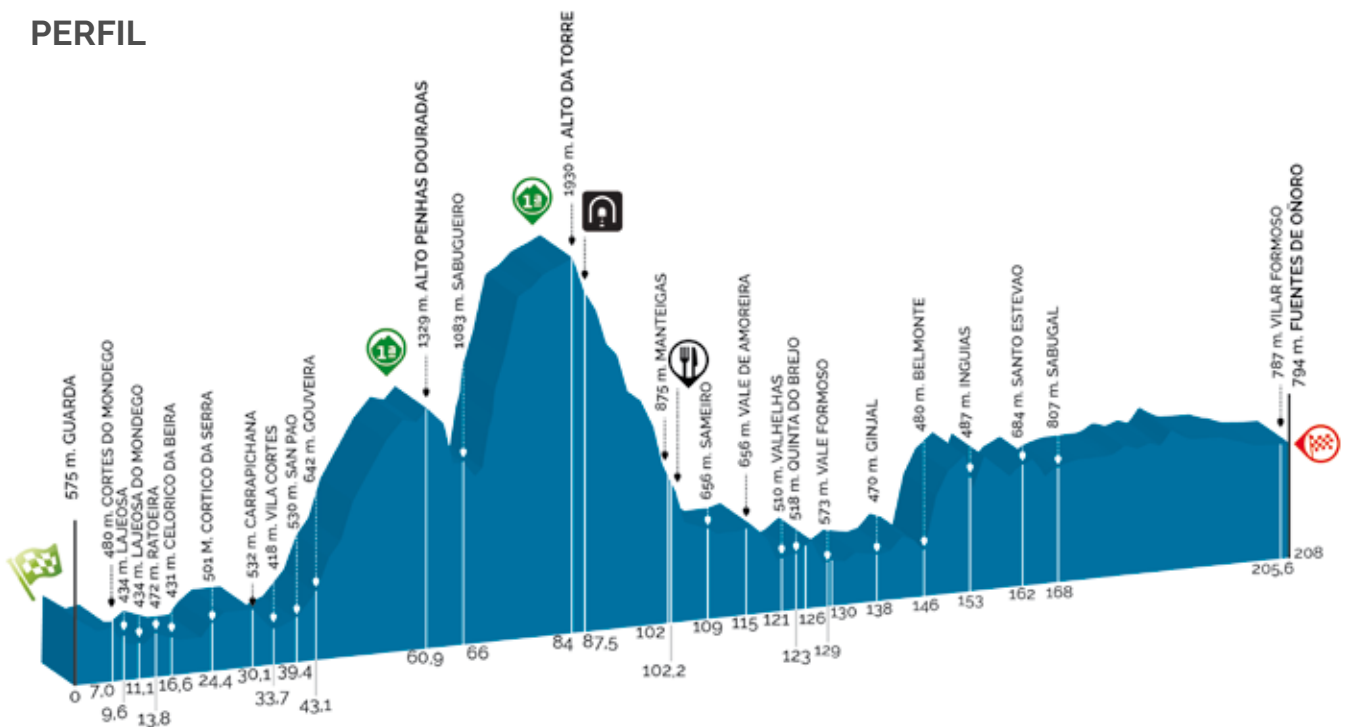 PERFIL
575 m. GUARDA
480 m. CORTES DO MONDEGO
434 m. LAJEOSA
434 m. LAJEOSA DO MONDEGO
472 m. RATOEIRA
431 m. CELORICO DA BEIRA
501 M. CORTICO DA SERRA
532 m. CARRAPICHANA
418 m. VILA CORTES
530 m. SAN PAO
642 m. GOUVEIRA
1ª
1329 m. ALTO PENHAS DOURADAS
1083 m. SABUGUEIRO
1ª
1930 m. ALTO DA TORRE
875 m. MANTEIGAS
656 m. SAMEIRO
656 m. VALE DE AMOREIRA
510 m. VALHELHAS
518 m. QUINTA DO BREJO
573 m. VALE FORMOSO
470 m. GINJAL
480 m. BELMONTE
487 m. INGUIAS
684 m. SANTO ESTEVAO
807 m. SABUGAL
787 m. VILAR FORMOSO
794 m. FUENTES DE OÑORO
0
7,0
9,6
11,1
13,8
16,6
24,4
30,1
33,7
39.4
43,1
60,9
66
84
87.5
102
102,2
109
115
121
123
126
129
130
138
146
153
162
168
205,6
208